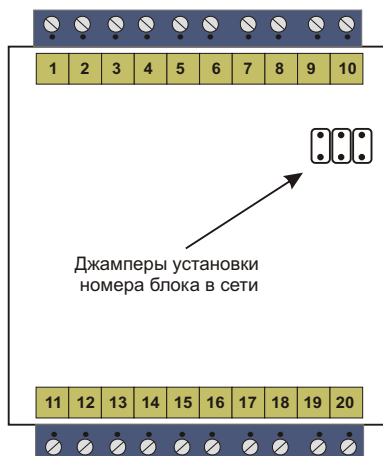 1 2 3 4 5 6 7 8 9 10
Джамперы установки
номера блока в сети
11 12 13 14 15 16 17 18 19 20